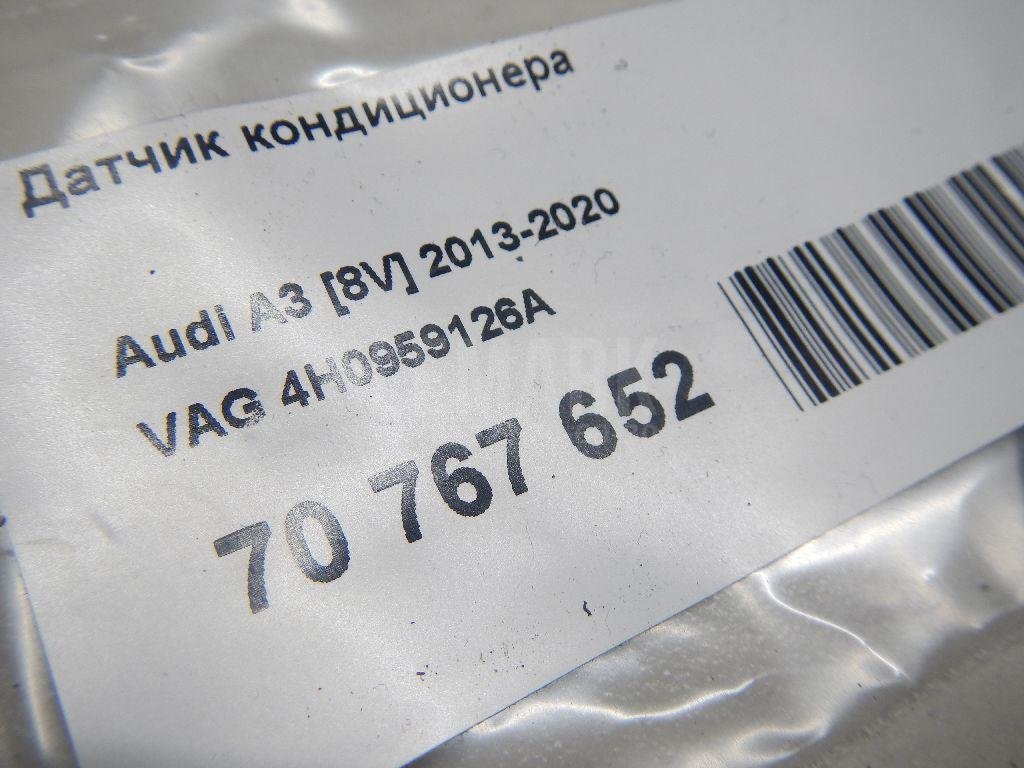 Датчик кондиционера
Audi A3 [8V] 2013-2020
VAG 4H0959126A
70 767 652